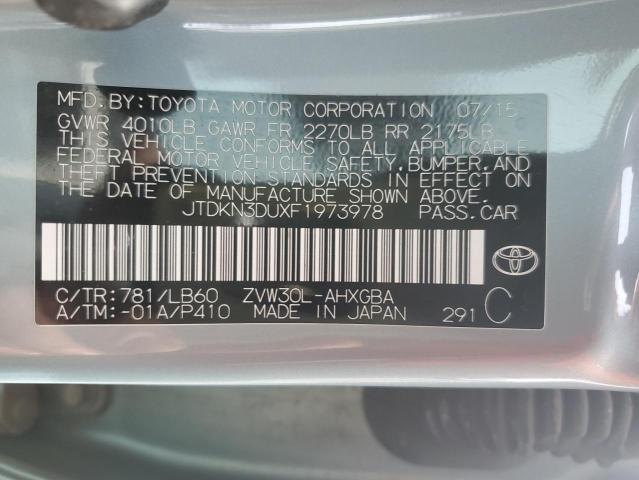 MFD. BY: TOYOTA MOTOR CORPORATION 07/15
GVWR 4010LB GAWR FR 2270LB RR 2175LB
THIS VEHICLE CONFORMS TO ALL APPLICABLE
FEDERAL MOTOR VEHICLE SAFETY, BUMPER, AND
THEFT PREVENTION STANDARDS IN EFFECT ON
THE DATE OF MANUFACTURE SHOWN ABOVE.
JTDKN3DUXF1973978 PASS.CAR
C/TR: 781/LB60 ZVW30L-AHXGBA
A/TM: -01A/P410 MADE IN JAPAN 291 C